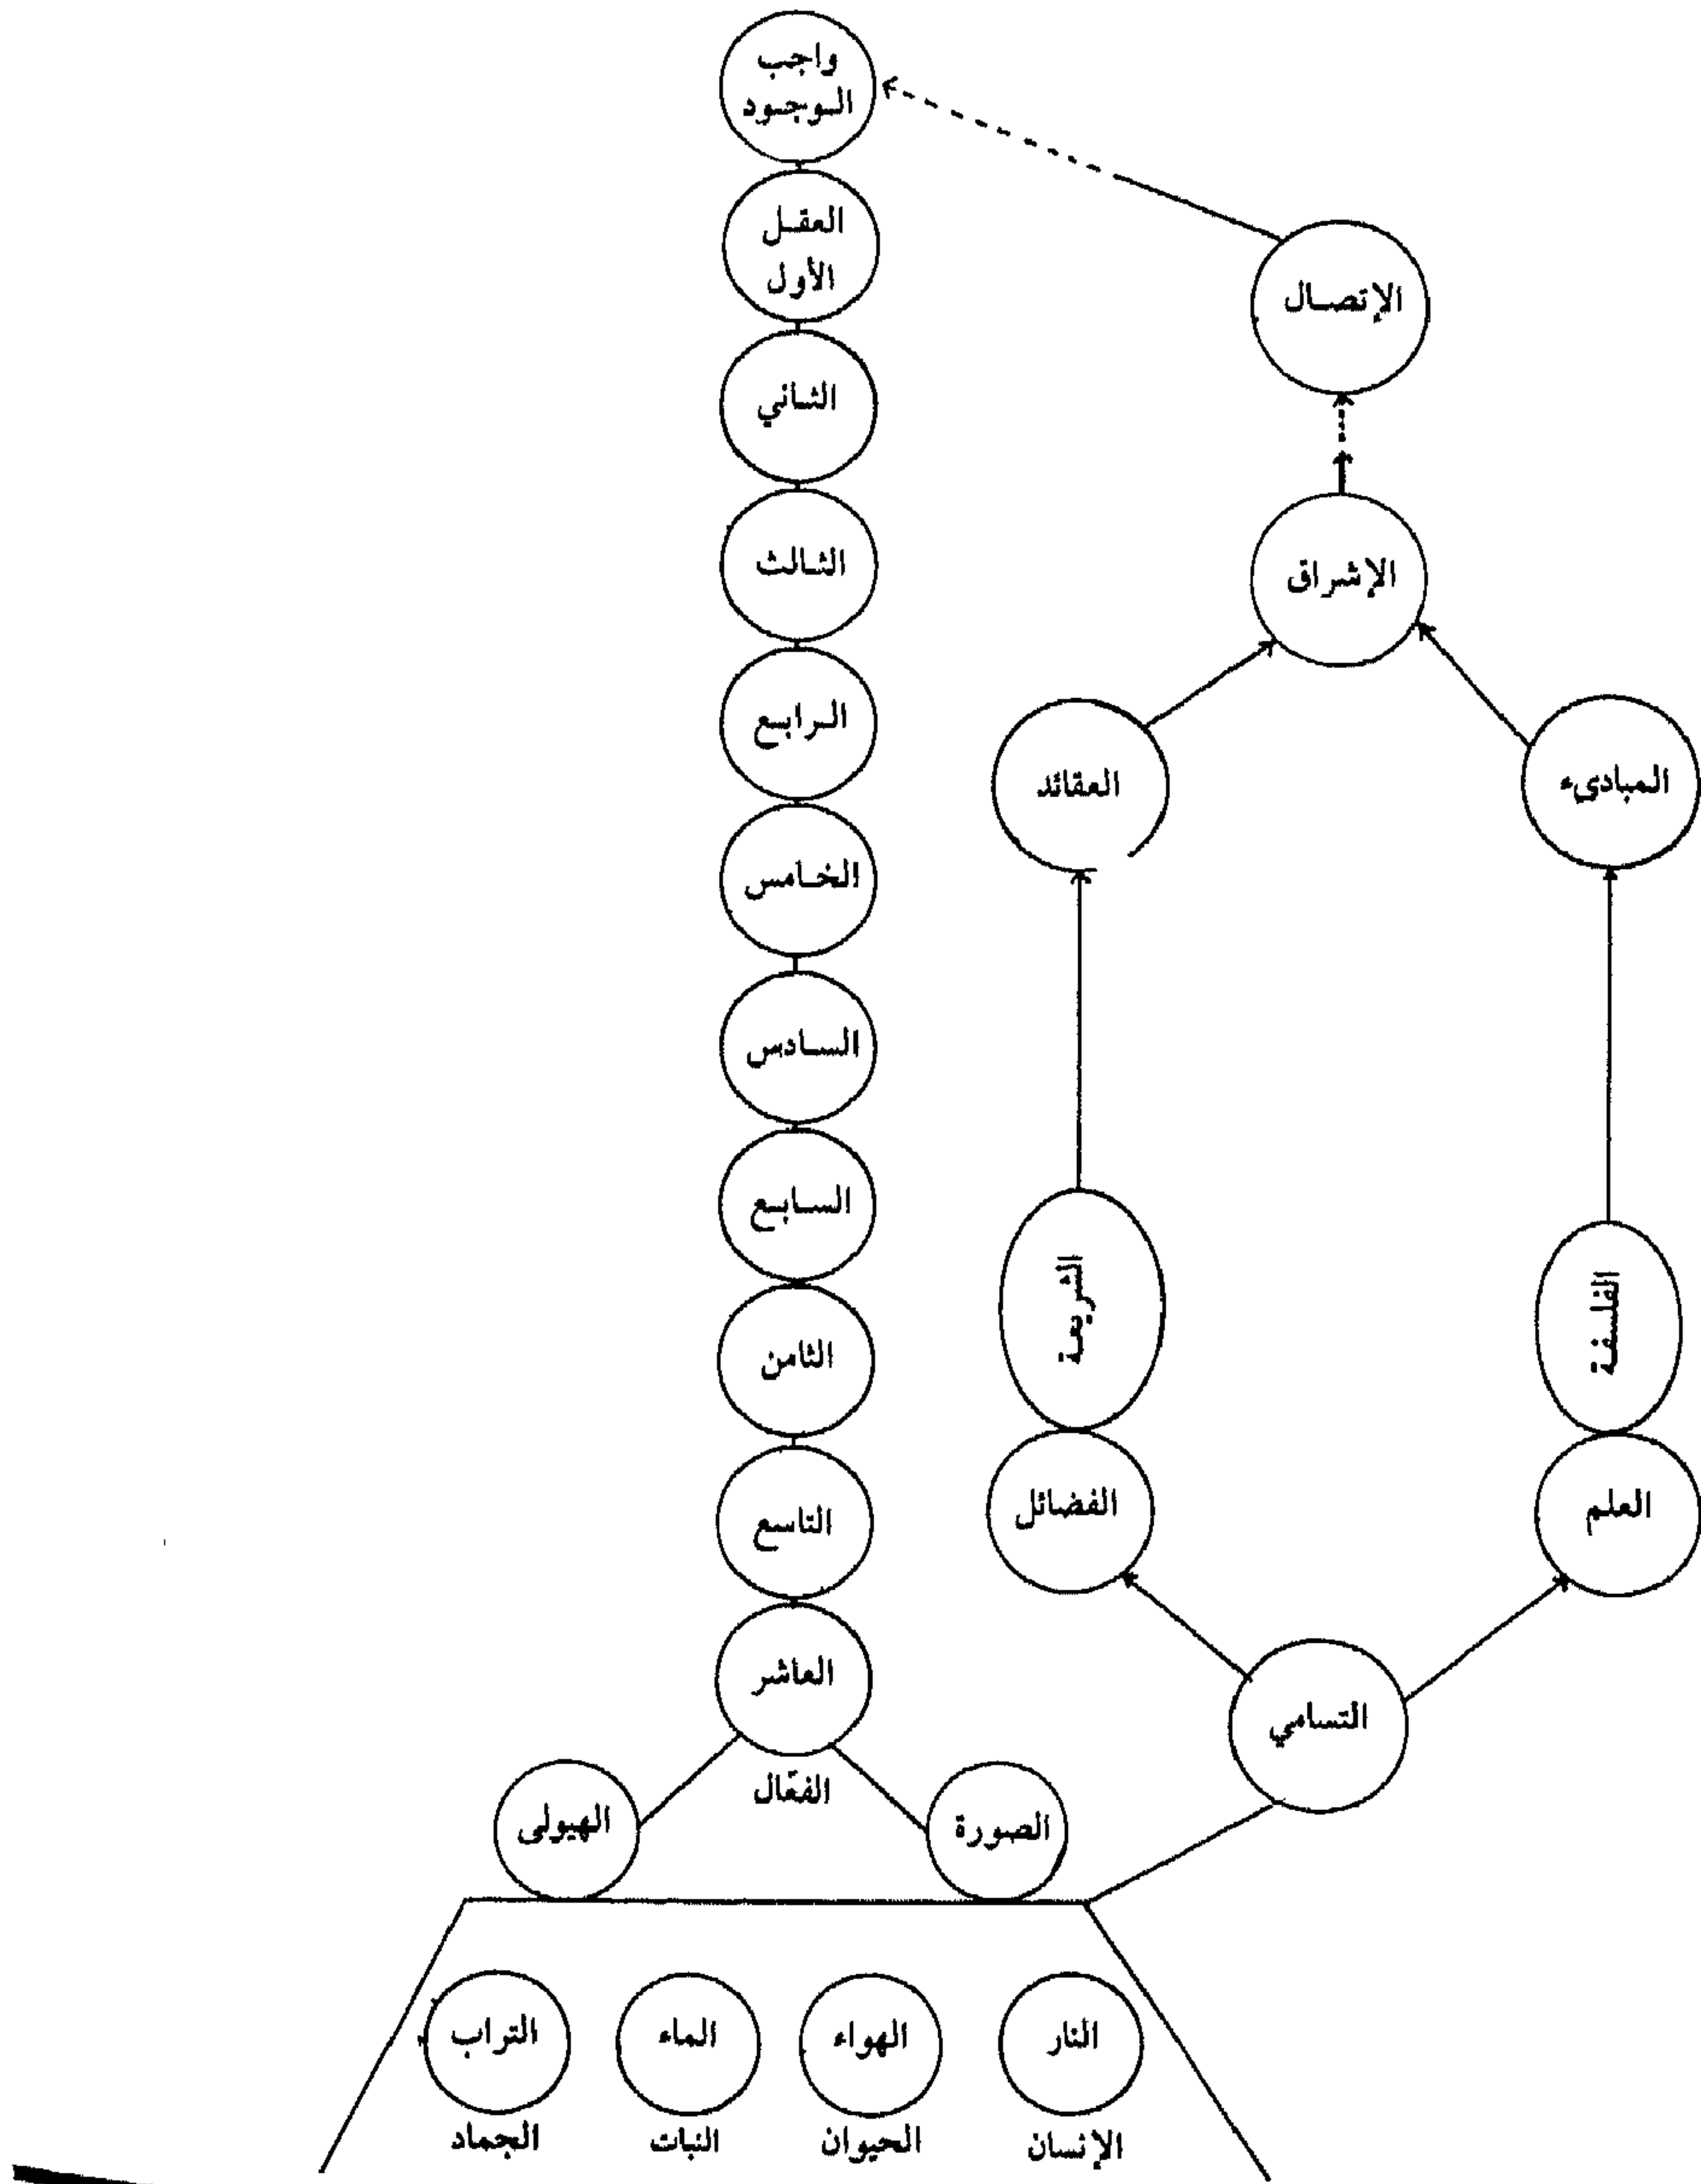 واجب
الوجود
العقل
الأول
الثاني
الثالث
الرابع
الخامس
السادس
السابع
الثامن
التاسع
العاشر
الفعّال
الهيولى
الصورة
الإتصال
الإشراق
المباديء
العقائد
الفلسفة
الشريعة
العلم
الفضائل
التسامي
النار
الهواء
الماء
التراب
الإنسان
الحيوان
النبات
الجماد